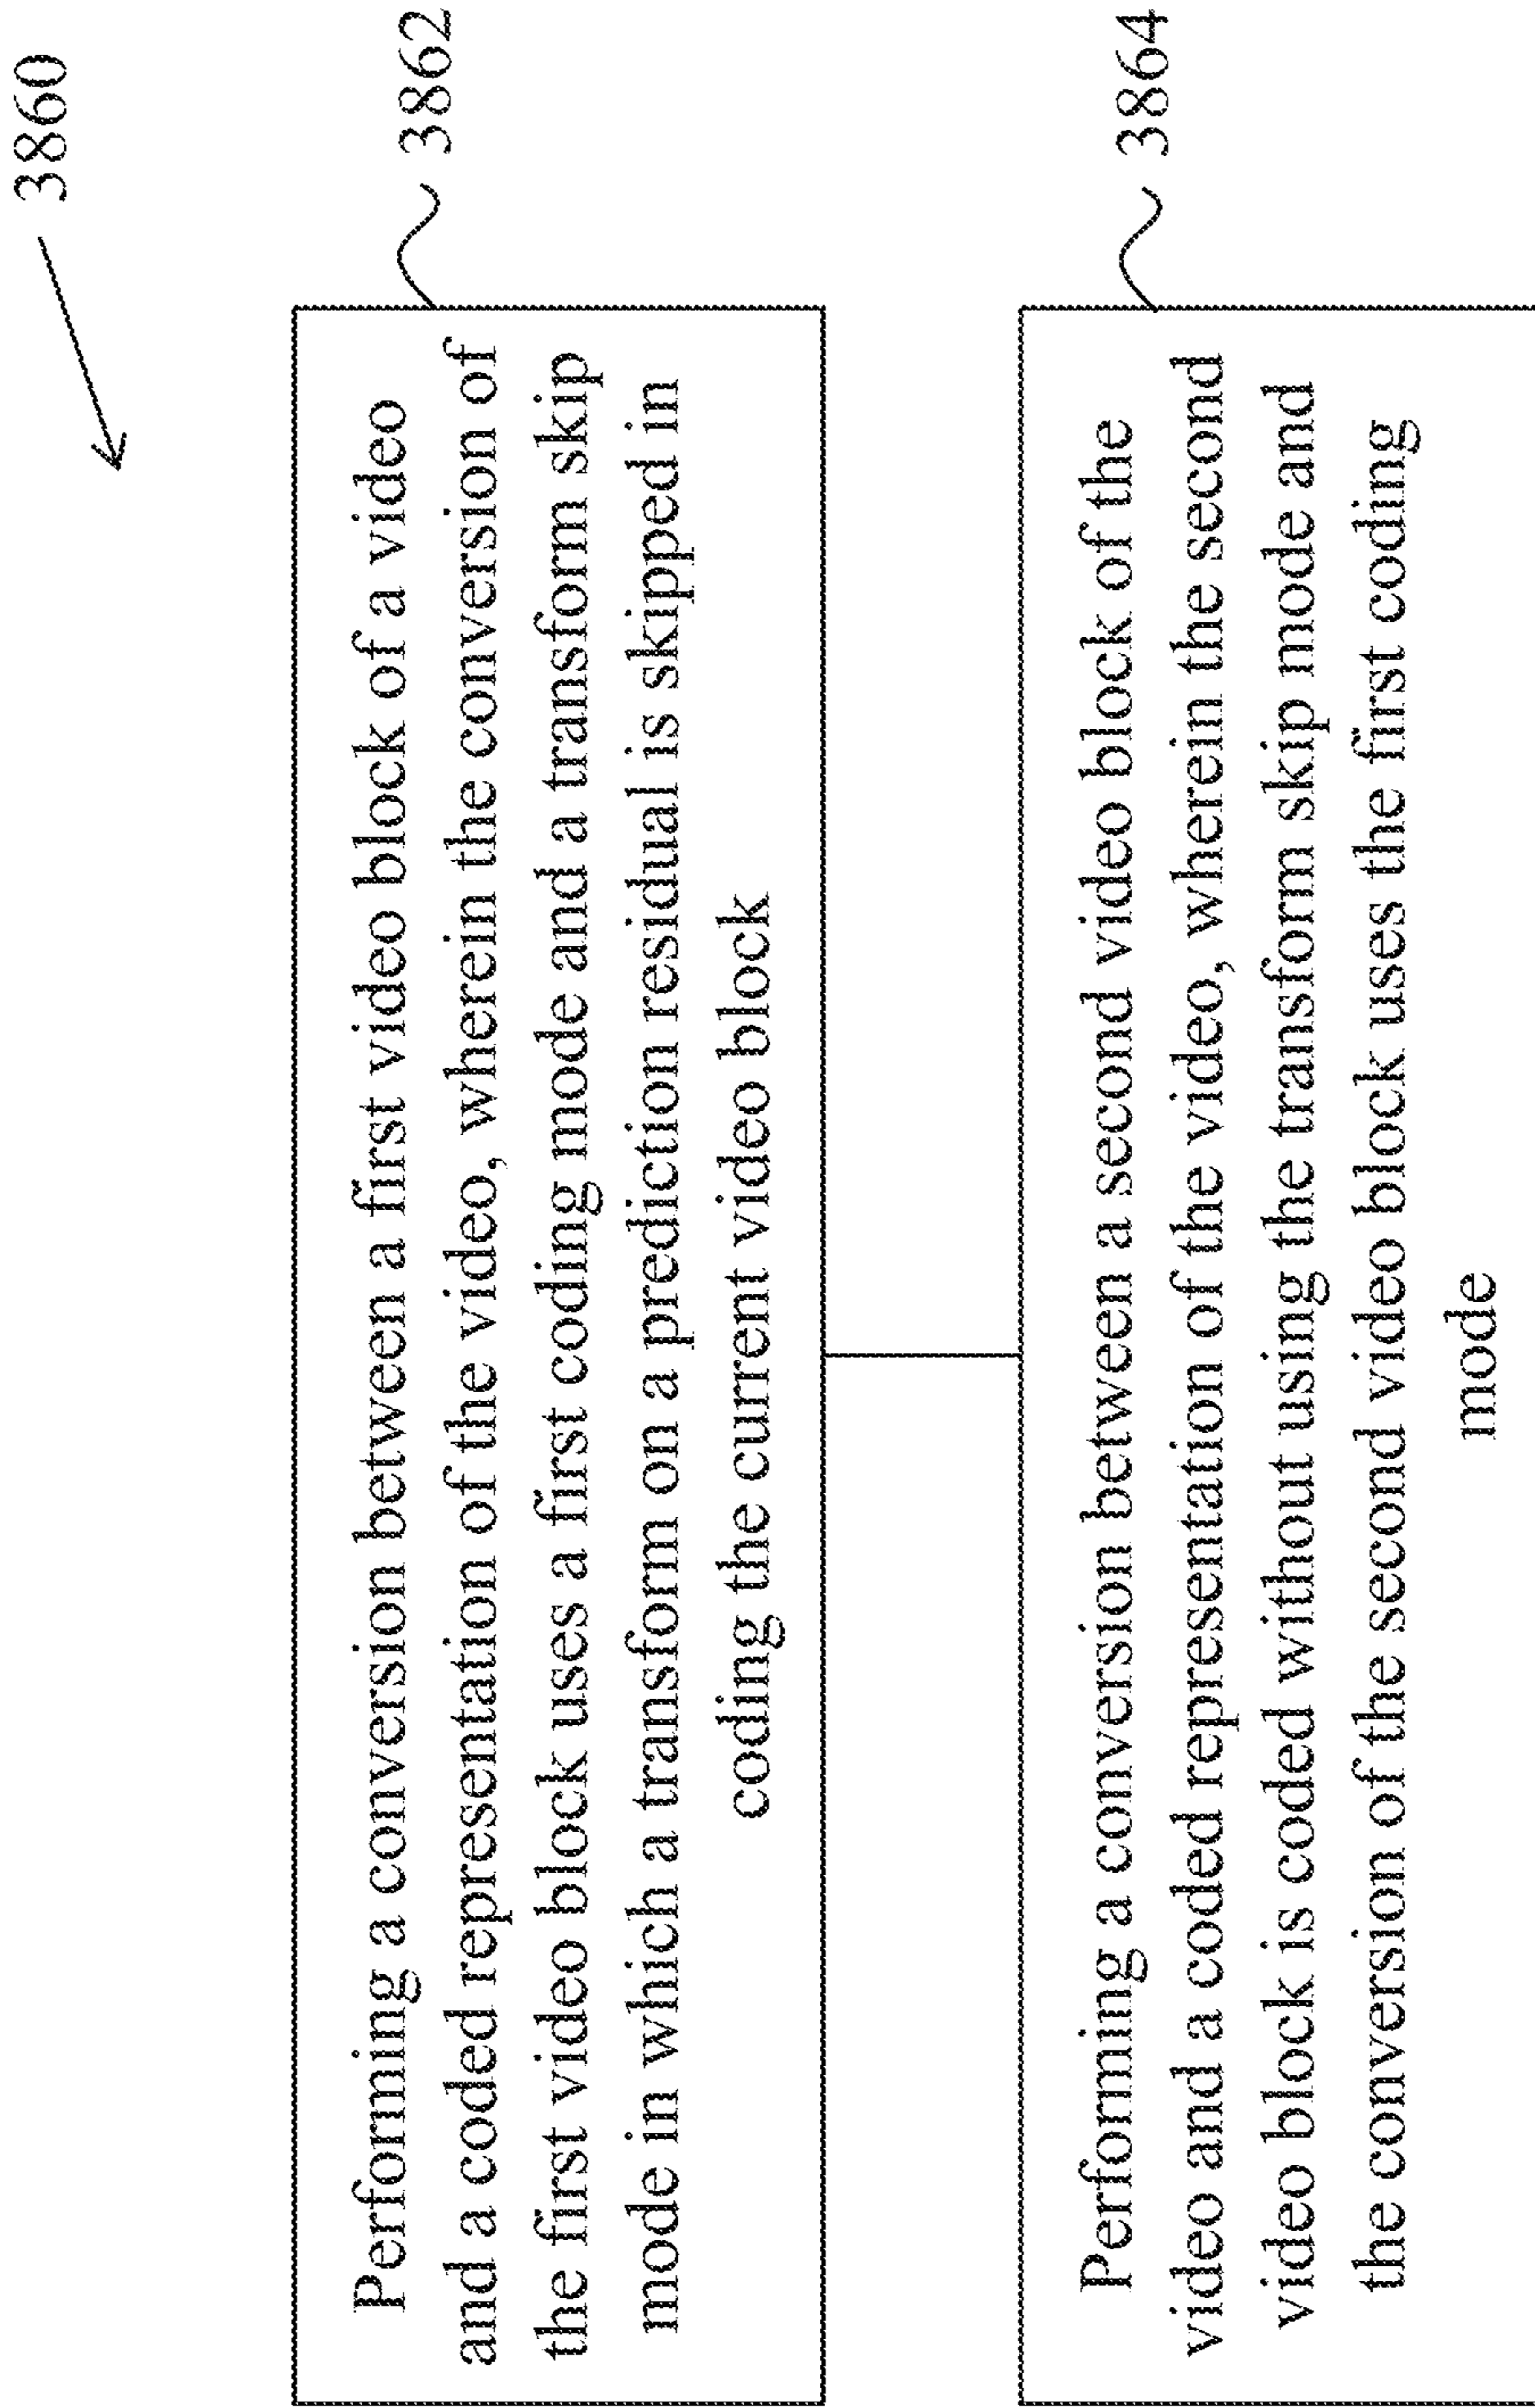 3860
Performing a conversion between a first video block of a video
and a coded representation of the video, wherein the conversion of
the first video block uses a first coding mode and a transform skip
mode in which a transform on a prediction residual is skipped in
coding the current video block
3862
Performing a conversion between a second video block of the
video and a coded representation of the video, wherein the second
video block is coded without using the transform skip mode and
the conversion of the second video block uses the first coding
mode
3864